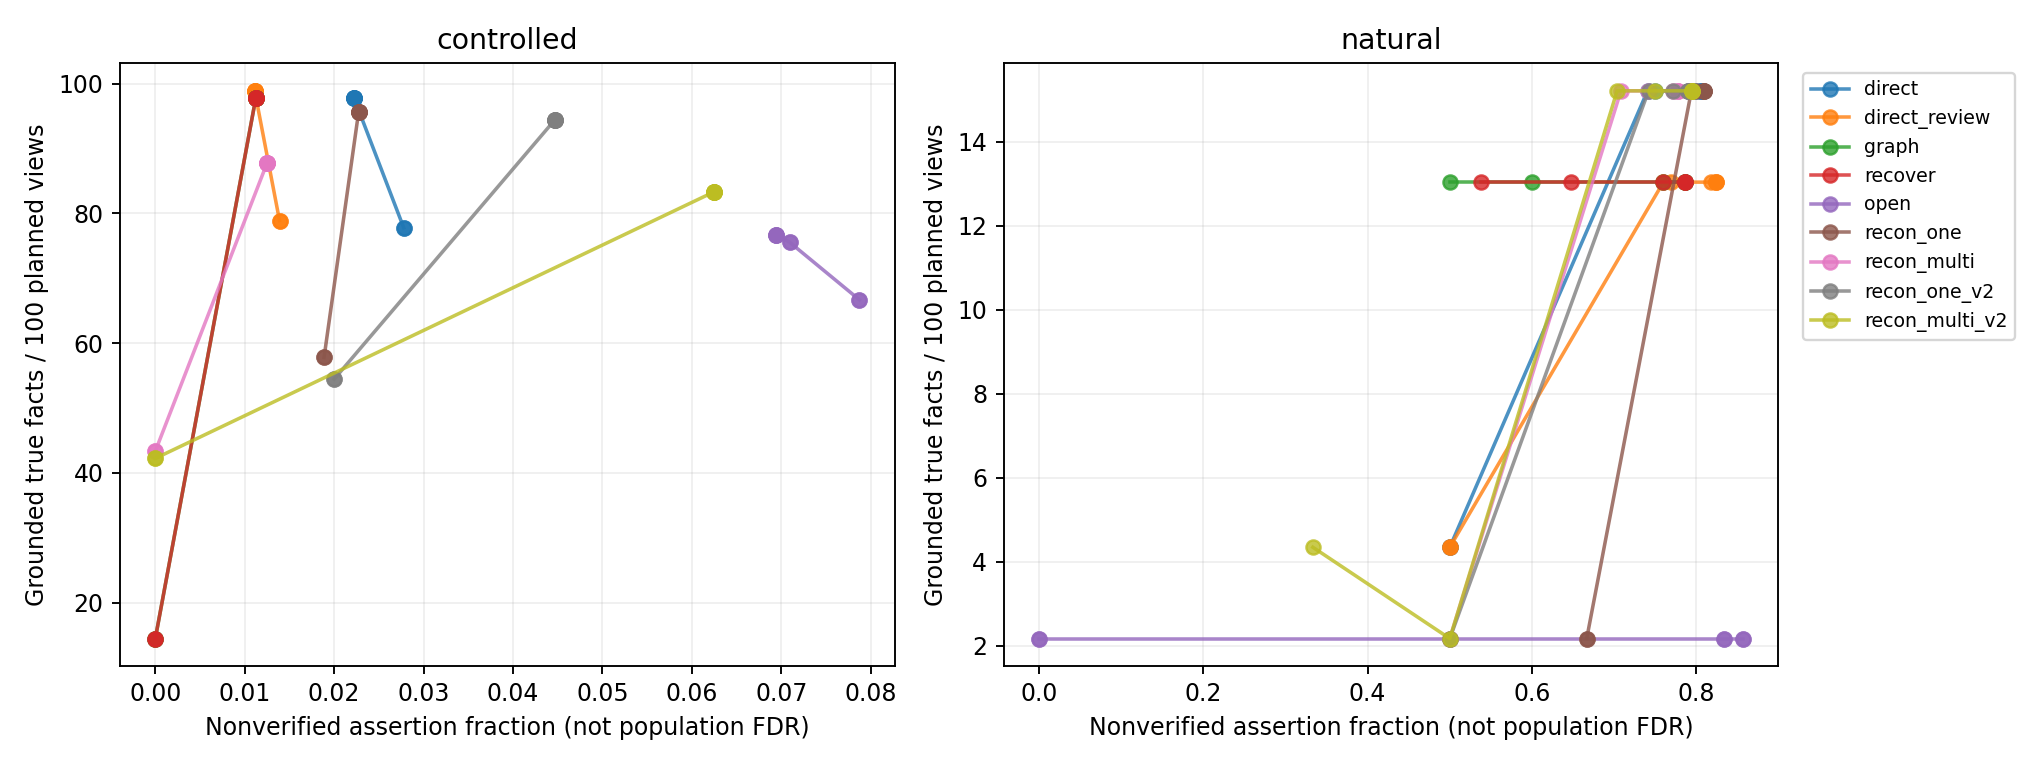 controlled
Grounded true facts / 100 planned views
100
80
60
40
20
0.00 0.01 0.02 0.03 0.04 0.05 0.06 0.07 0.08
Nonverified assertion fraction (not population FDR)
natural
Grounded true facts / 100 planned views
14
12
10
8
6
4
2
0.0 0.2 0.4 0.6 0.8
Nonverified assertion fraction (not population FDR)
direct
direct_review
graph
recover
open
recon_one
recon_multi
recon_one_v2
recon_multi_v2